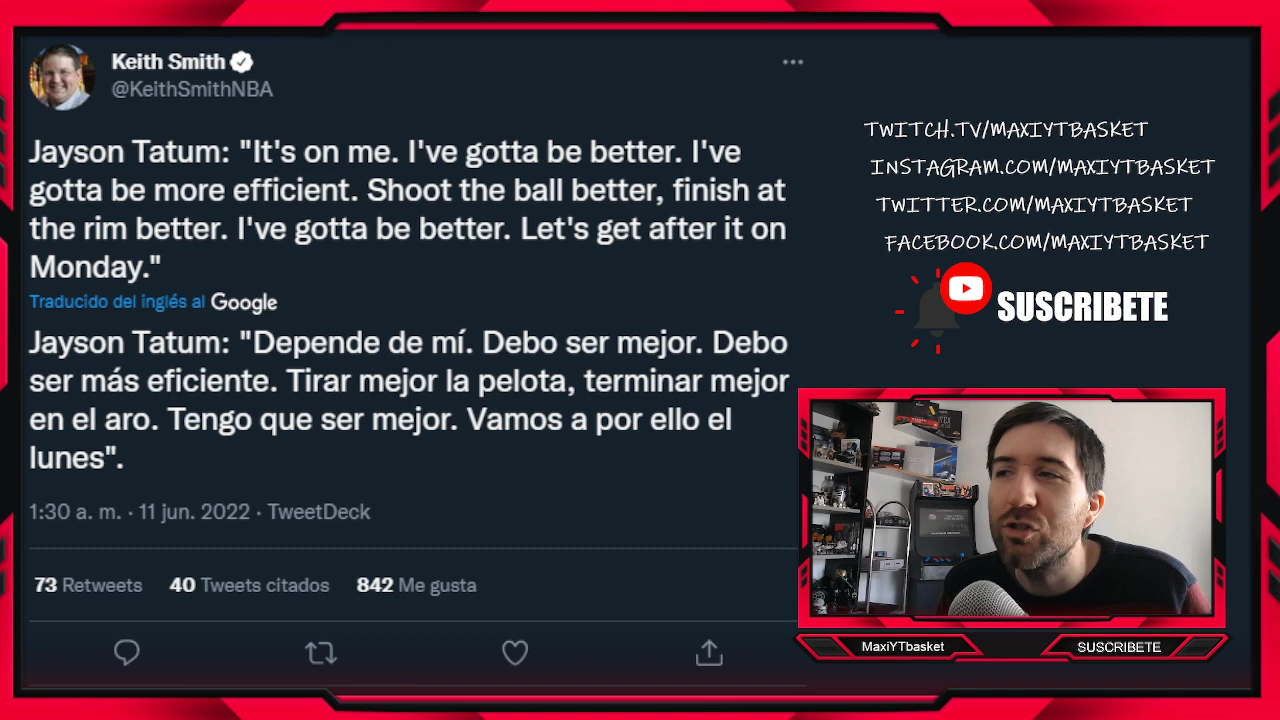 Keith Smith
@KeithSmithNBA
Jayson Tatum: "It's on me. I've gotta be better. I've
gotta be more efficient. Shoot the ball better, finish at
the rim better. I've gotta be better. Let's get after it on
Monday."
Traducido del inglés al Google
Jayson Tatum: "Depende de mí. Debo ser mejor. Debo
ser más eficiente. Tirar mejor la pelota, terminar mejor
en el aro. Tengo que ser mejor. Vamos a por ello el
lunes".
1:30 a. m. · 11 jun. 2022 · TweetDeck
73 Retweets 40 Tweets citados 842 Me gusta
TWITCH.TV/MAXIYTBASKET
INSTAGRAM.COM/MAXIYTBASKET
TWITTER.COM/MAXIYTBASKET
FACEBOOK.COM/MAXIYTBASKET
SUSCRIBETE
MaxiYTbasket
SUSCRIBETE